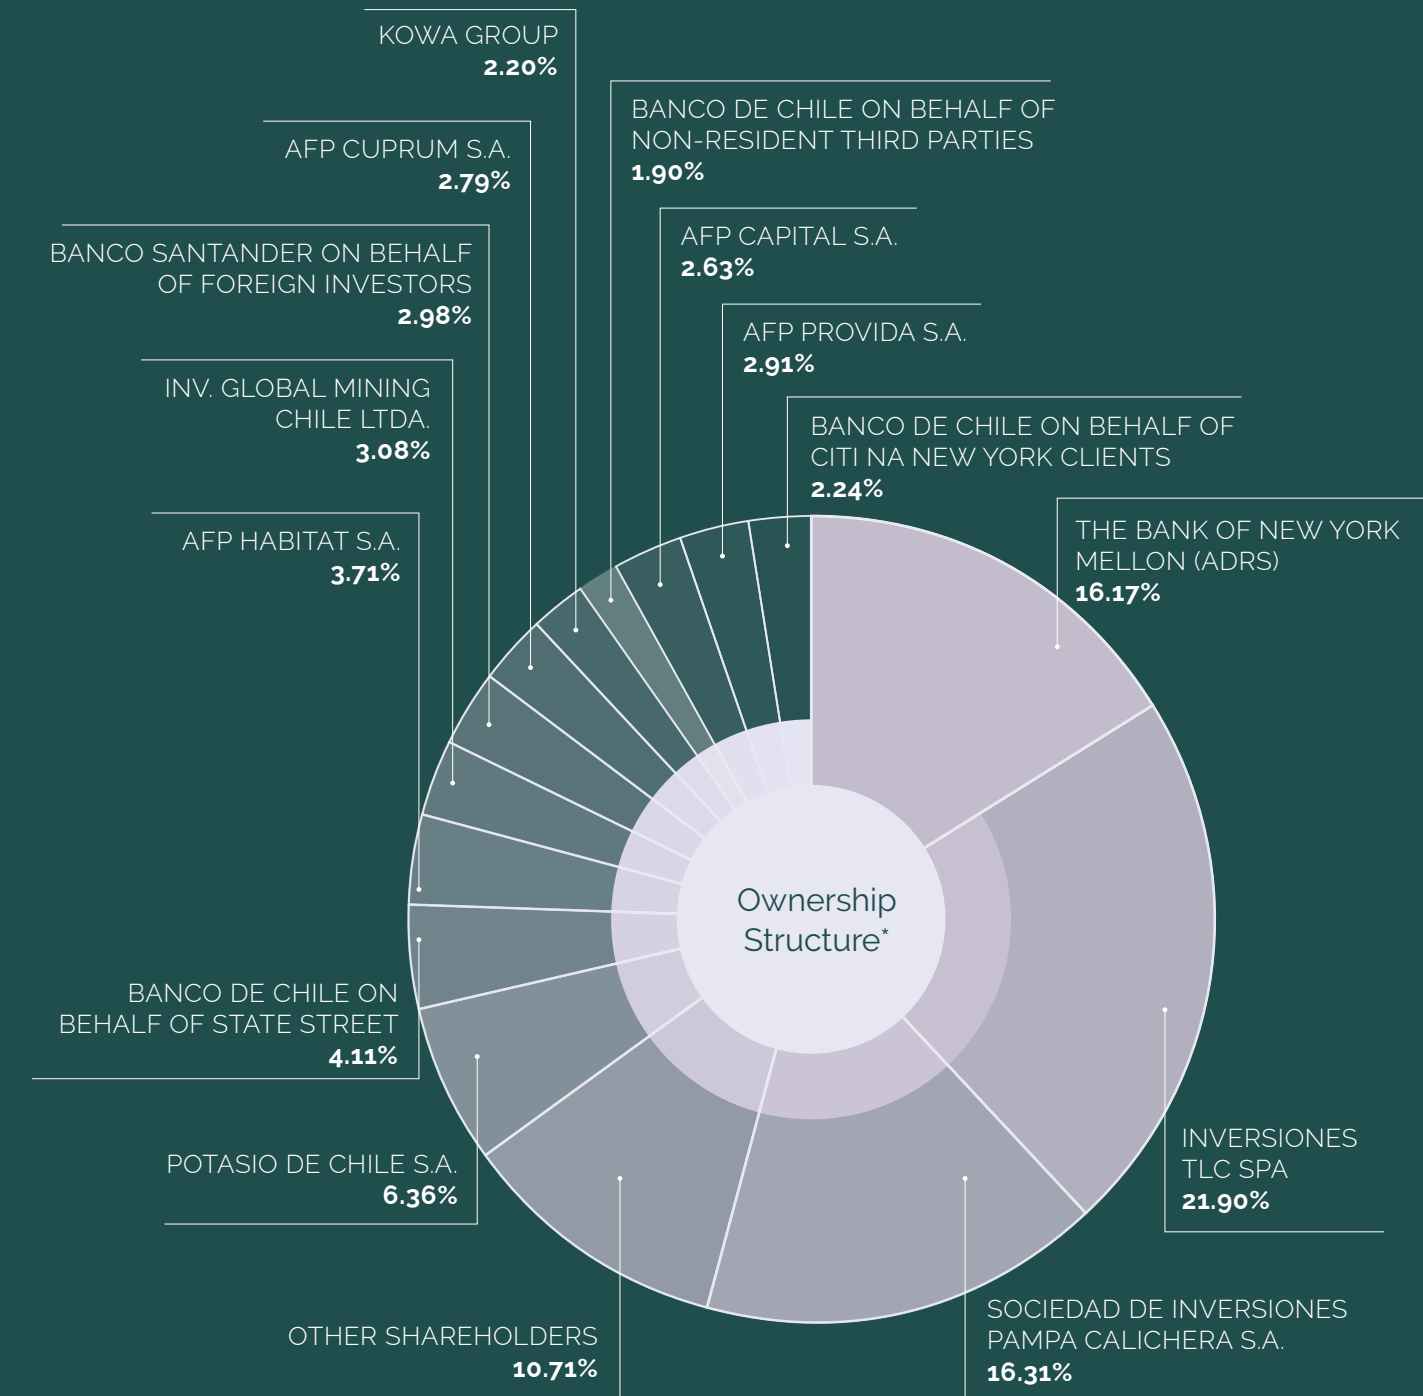 KOWA GROUP
2.20%
BANCO DE CHILE ON BEHALF OF
NON-RESIDENT THIRD PARTIES
1.90%
AFP CUPRUM S.A.
2.79%
AFP CAPITAL S.A.
2.63%
BANCO SANTANDER ON BEHALF
OF FOREIGN INVESTORS
2.98%
AFP PROVIDA S.A.
2.91%
INV. GLOBAL MINING
CHILE LTDA.
3.08%
BANCO DE CHILE ON BEHALF OF
CITI NA NEW YORK CLIENTS
2.24%
THE BANK OF NEW YORK
MELLON (ADRS)
16.17%
AFP HABITAT S.A.
3.71%
Ownership
Structure*
BANCO DE CHILE ON
BEHALF OF STATE STREET
4.11%
POTASIO DE CHILE S.A.
6.36%
INVERSIONES
TLC SPA
21.90%
OTHER SHAREHOLDERS
10.71%
SOCIEDAD DE INVERSIONES
PAMPA CALICHERA S.A.
16.31%